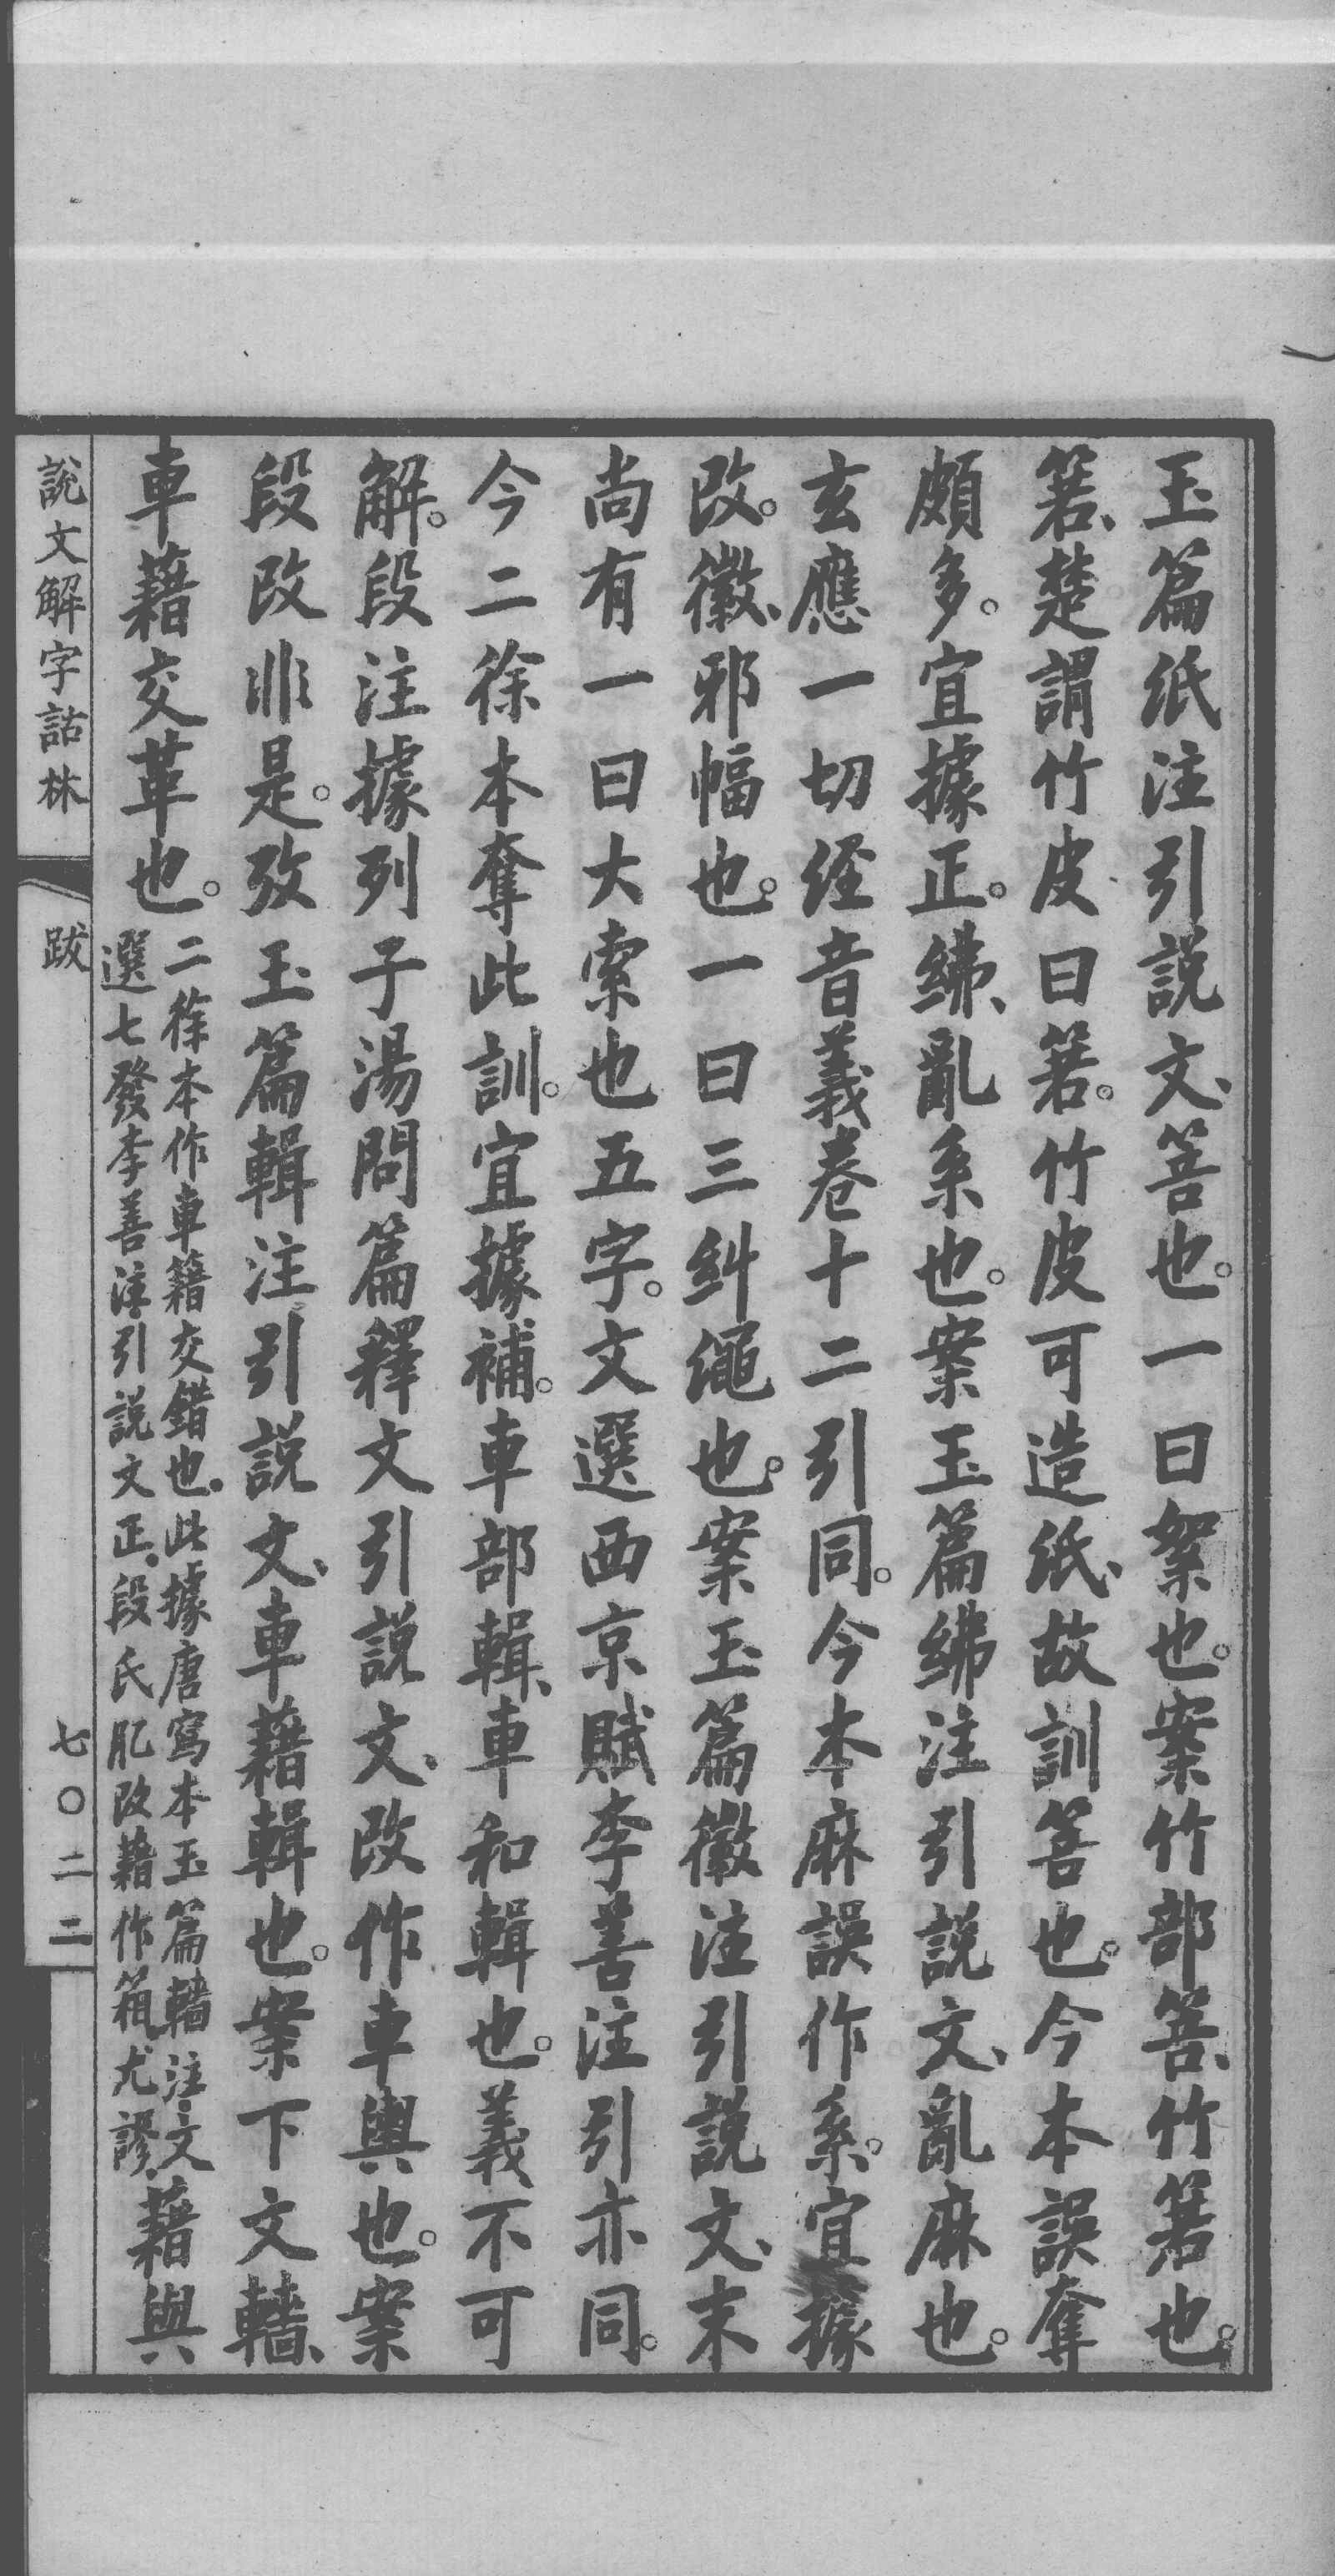 玉篇紙注引説文、笘也。一曰絮也。案竹部笘、竹箬也。
箬、楚謂竹皮曰箬。竹皮可造紙、故訓笘也。今本誤奪
頗多。宜據正。紼、亂系也。案玉篇紼注引説文、亂麻也。
玄應一切經音義卷十二引同。今本麻誤作系。宜據
改。徽、邪幅也。一曰三糾繩也。案玉篇徽注引説文、末
尚有一曰大索也五字。文選西京賦李善注引亦同。
今二徐本奪此訓。宜據補。車部輯、車和輯也。義不可
解。段注據列子湯問篇釋文引説文、改作車輿也。案
段改非是。攷玉篇輯注引説文、車藉輯也。案下文轖、
車藉交革也。
二徐本作車籍交錯也。此據唐寫本玉篇轖注、文
選七發李善注引説文正。段氏肊改藉作箱、尤謬。
藉與
說文解字詁林
跋
七〇二二